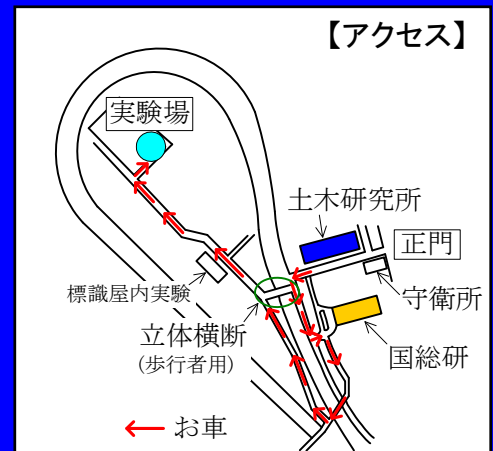 【アクセス】
実験場
土木研究所
正門
標識屋内実験
守衛所
立体横断
(歩行者用)
国総研
お車